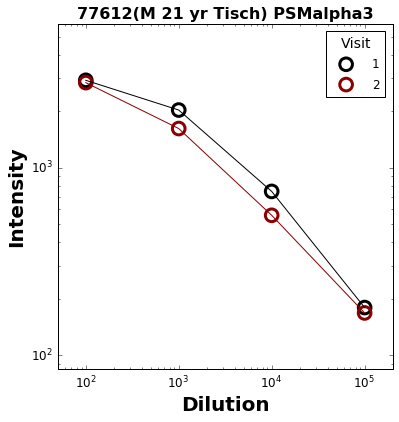 77612(M 21 yr Tisch) PSMalpha3
Visit
1
2
Intensity
10³
10²
10² 10³ 10⁴ 10⁵
Dilution